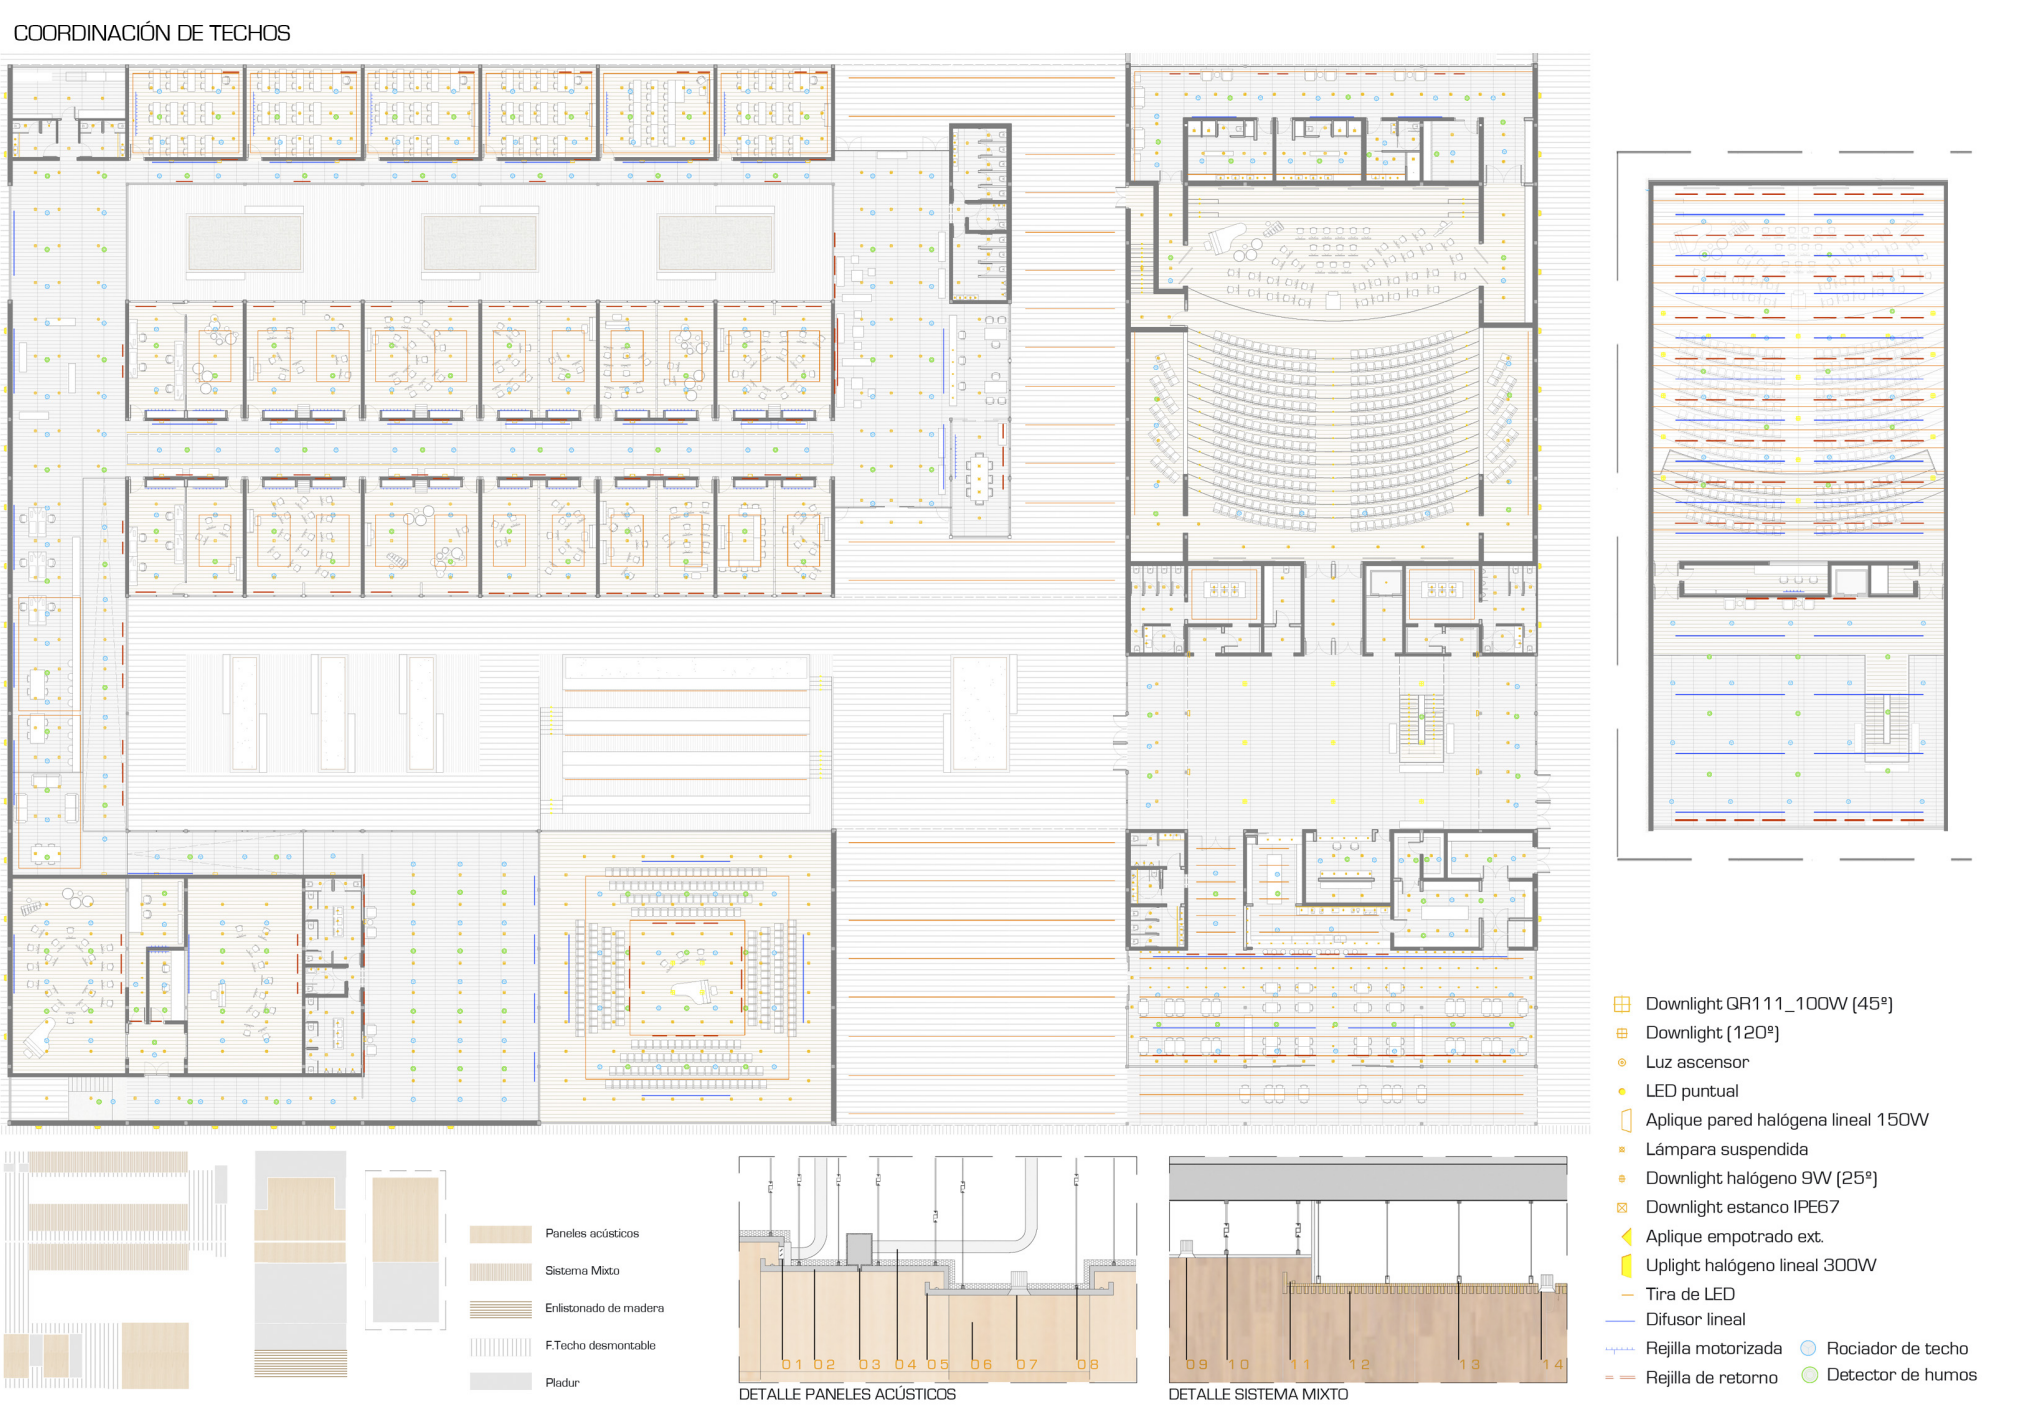 COORDINACIÓN DE TECHOS
Downlight QR111_100W (45º)
Downlight (120º)
Luz ascensor
LED puntual
Aplique pared halógena lineal 150W
Lámpara suspendida
Downlight halógeno 9W (25º)
Downlight estanco IPE67
Aplique empotrado ext.
Uplight halógeno lineal 300W
Tira de LED
Difusor lineal
Rejilla motorizada
Rociador de techo
Rejilla de retorno
Detector de humos
Paneles acústicos
Sistema Mixto
Enlistonado de madera
F.Techo desmontable
Pladur
01 02 03 04 05 06 07 08
DETALLE PANELES ACÚSTICOS
09 10 11 12 13 14
DETALLE SISTEMA MIXTO